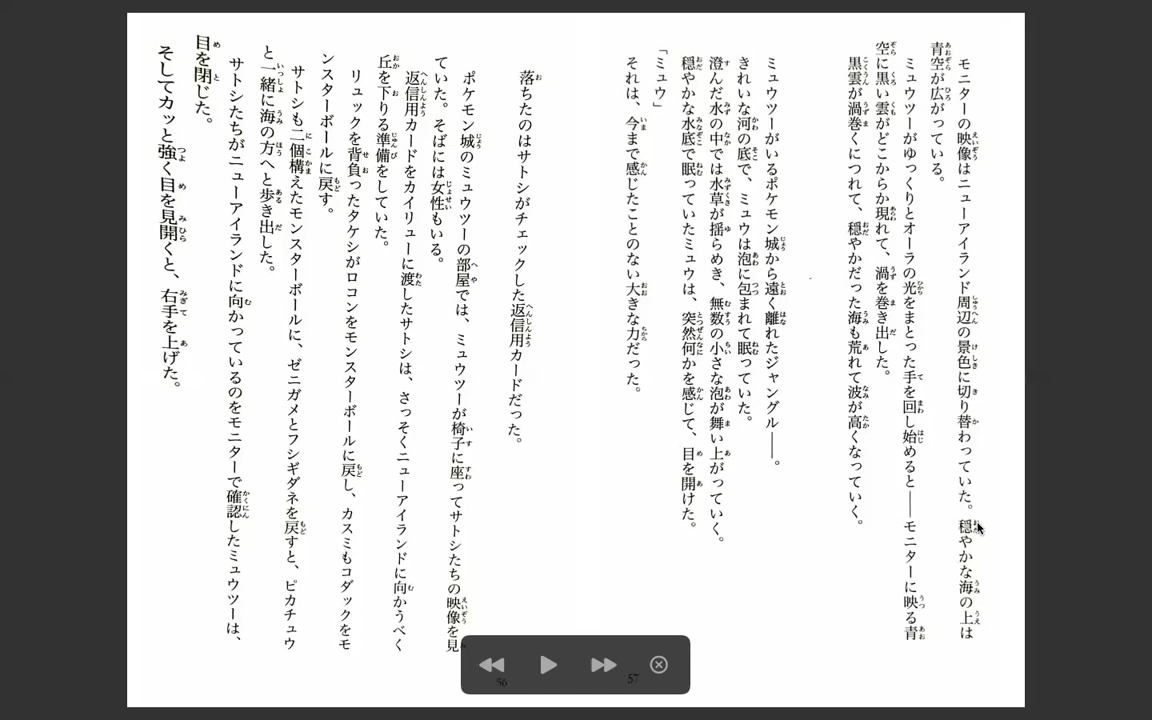 モニターの映像はニューアイランド周辺の景色に切り替わっていた。穏やかな海の上は
青空が広がっている。
ミュウツーがゆっくりとオーラの光をまとった手を回し始めると――モニターに映る青
空に黒い雲がどこからか現れて、渦を巻き出した。
黒雲が渦巻くにつれて、穏やかだった海も荒れて波が高くなっていく。
ミュウツーがいるポケモン城から遠く離れたジャングル――。
きれいな河の底で、ミュウは泡に包まれて眠っていた。
澄んだ水の中では水草が揺らめき、無数の小さな泡が舞い上がっていく。
穏やかな水底で眠っていたミュウは、突然何かを感じて、目を開けた。
「ミュウ」
それは、今まで感じたことのない大きな力だった。
57
落ちたのはサトシがチェックした返信用カードだった。
ポケモン城のミュウツーの部屋では、ミュウツーが椅子に座ってサトシたちの映像を見
ていた。そばには女性もいる。
返信用カードをカイリューに渡したサトシは、さっそくニューアイランドに向かうべく
丘を下りる準備をしていた。
リュックを背負ったタケシがロコンをモンスターボールに戻し、カスミもコダックをモ
ンスターボールに戻す。
サトシも二個構えたモンスターボールに、ゼニガメとフシギダネを戻すと、ピカチュウ
と一緒に海の方へと歩き出した。
サトシたちがニューアイランドに向かっているのをモニターで確認したミュウツーは、
目を閉じた。
そしてカッと強く目を見開くと、右手を上げた。
56